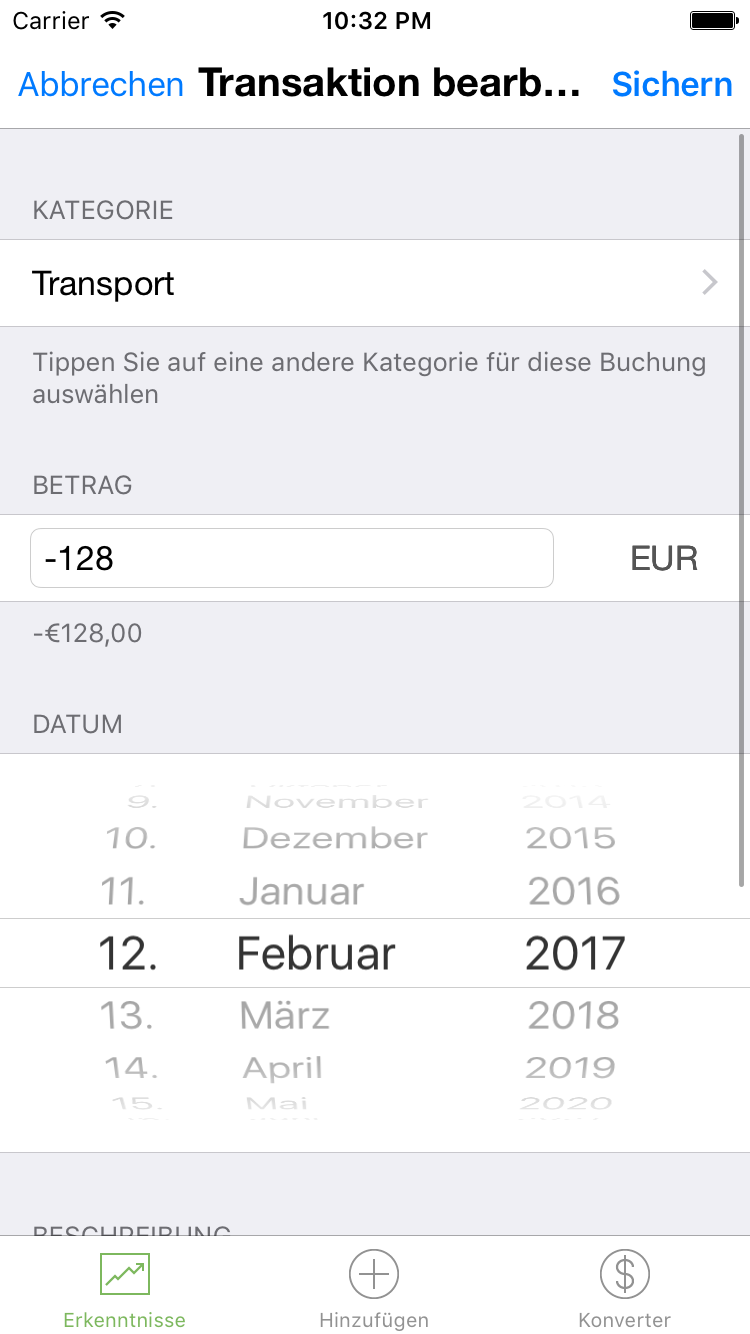 Carrier 10:32 PM
Abbrechen Transaktion bearb... Sichern
KATEGORIE
Transport
Tippen Sie auf eine andere Kategorie für diese Buchung
auswählen
BETRAG
-128 EUR
-€128,00
DATUM
9. November 2014
10. Dezember 2015
11. Januar 2016
12. Februar 2017
13. März 2018
14. April 2019
15. Mai 2020
BESCHREIBUNG
Erkenntnisse Hinzufügen Konverter